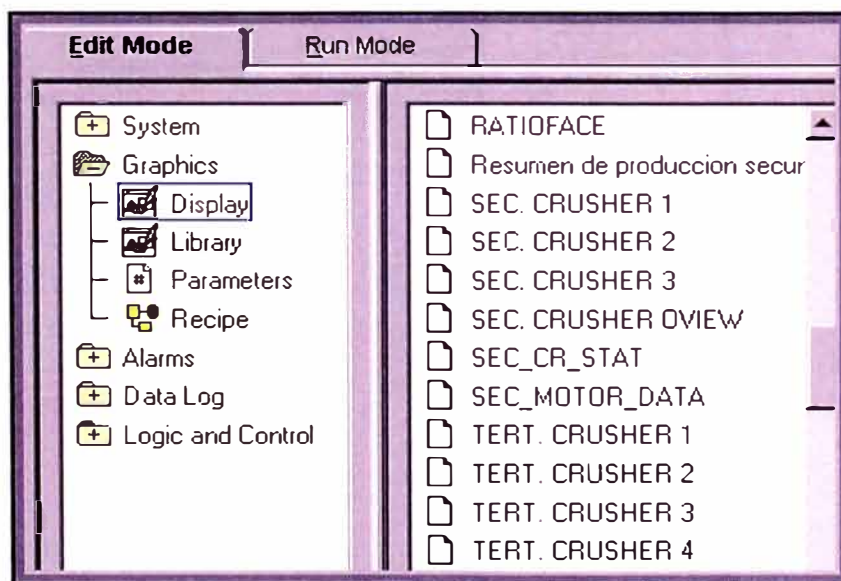 Edit Mode
Run Mode
System
Graphics
Display
Library
Parameters
Recipe
Alarms
Data Log
Logic and Control
RATIOFACE
Resumen de produccion secur
SEC. CRUSHER 1
SEC. CRUSHER 2
SEC. CRUSHER 3
SEC. CRUSHER OVIEW
SEC_CR_STAT
SEC_MOTOR_DATA
TERT. CRUSHER 1
TERT. CRUSHER 2
TERT. CRUSHER 3
TERT. CRUSHER 4